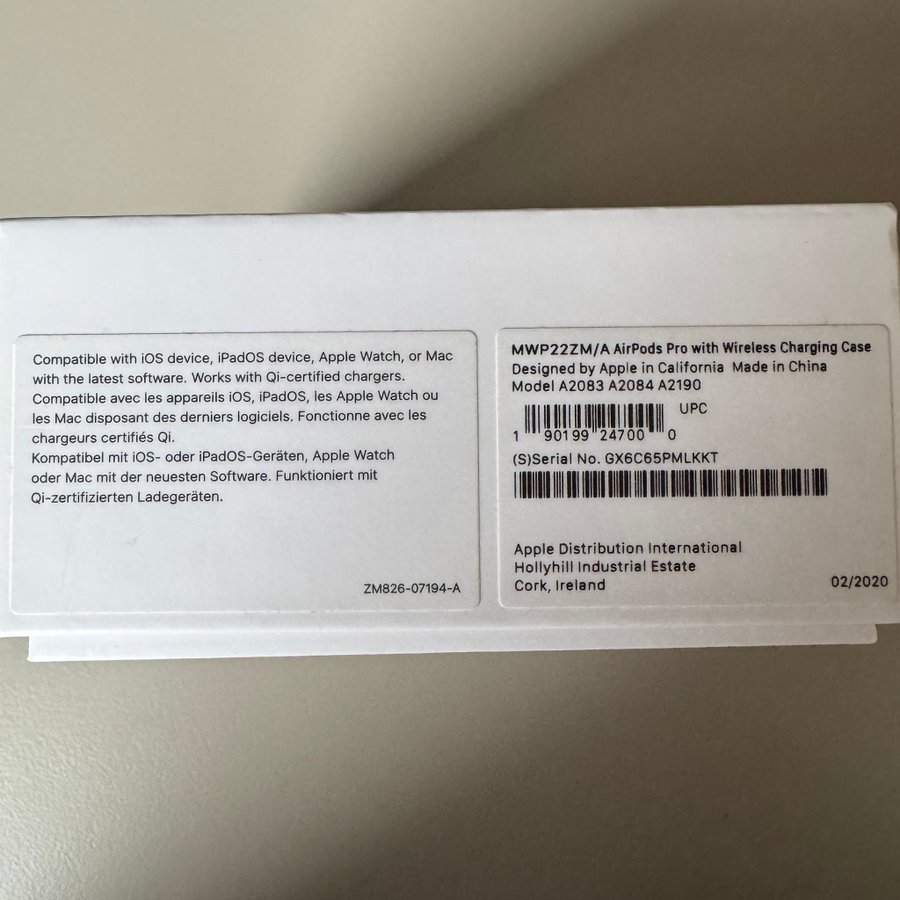 Compatible with iOS device, iPadOS device, Apple Watch, or Mac
with the latest software. Works with Qi-certified chargers.
Compatible avec les appareils iOS, iPadOS, les Apple Watch ou
les Mac disposant des derniers logiciels. Fonctionne avec les
chargeurs certifiés Qi.
Kompatibel mit iOS- oder iPadOS-Geräten, Apple Watch
oder Mac mit der neuesten Software. Funktioniert mit
Qi-zertifizierten Ladegeräten.
ZM826-07194-A
MWP22ZM/A AirPods Pro with Wireless Charging Case
Designed by Apple in California Made in China
Model A2083 A2084 A2190
UPC
1 90199 24700 0
(S)Serial No. GX6C65PMLKKT
Apple Distribution International
Hollyhill Industrial Estate
Cork, Ireland
02/2020